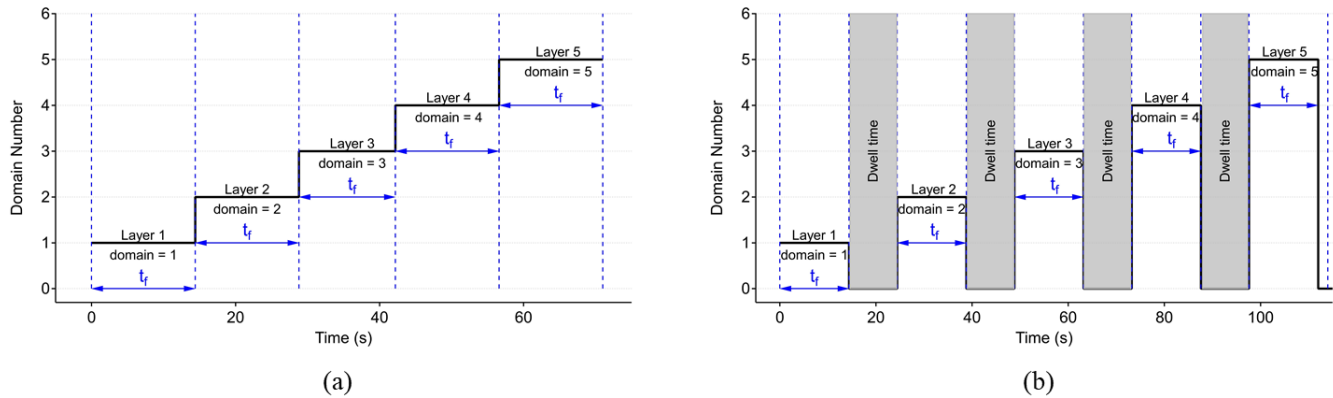 6
5
4
3
2
1
0
Domain Number
Layer 1
domain = 1
tf
Layer 2
domain = 2
tf
Layer 3
domain = 3
tf
Layer 4
domain = 4
tf
Layer 5
domain = 5
tf
0 20 40 60
Time (s)
(a)
6
5
4
3
2
1
0
Domain Number
Layer 1
domain = 1
tf
Dwell time
Layer 2
domain = 2
tf
Dwell time
Layer 3
domain = 3
tf
Dwell time
Layer 4
domain = 4
tf
Dwell time
Layer 5
domain = 5
tf
0 20 40 60 80 100
Time (s)
(b)